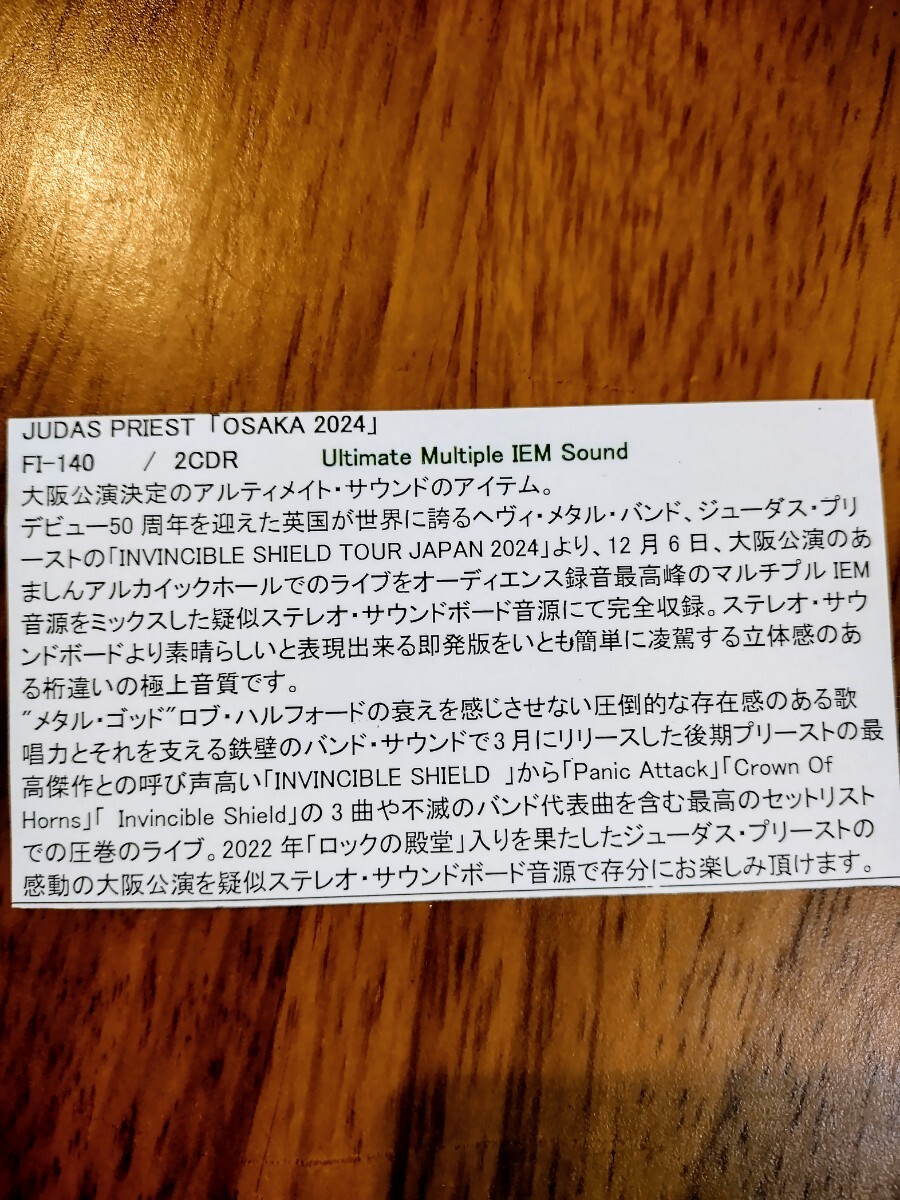 JUDAS PRIEST「OSAKA 2024」
FI-140 / 2CDR Ultimate Multiple IEM Sound
大阪公演決定のアルティメイト・サウンドのアイテム。
デビュー50 周年を迎えた英国が世界に誇るヘヴィ・メタル・バンド、ジューダス・プリ
ーストの「INVINCIBLE SHIELD TOUR JAPAN 2024」より、12 月 6 日、大阪公演のあ
ましんアルカイックホールでのライブをオーディエンス録音最高峰のマルチプル IEM
音源をミックスした疑似ステレオ・サウンドボード音源にて完全収録。ステレオ・サウ
ンドボードより素晴らしいと表現出来る即発版をいとも簡単に凌駕する立体感のあ
る桁違いの極上音質です。
"メタル・ゴッド"ロブ・ハルフォードの衰えを感じさせない圧倒的な存在感のある歌
唱力とそれを支える鉄壁のバンド・サウンドで3月にリリースした後期プリーストの最
高傑作との呼び声高い「INVINCIBLE SHIELD 」から「Panic Attack」「Crown Of
Horns」「 Invincible Shield」の 3 曲や不滅のバンド代表曲を含む最高のセットリスト
での圧巻のライブ。2022 年「ロックの殿堂」入りを果たしたジューダス・プリーストの
感動の大阪公演を疑似ステレオ・サウンドボード音源で存分にお楽しみ頂けます。